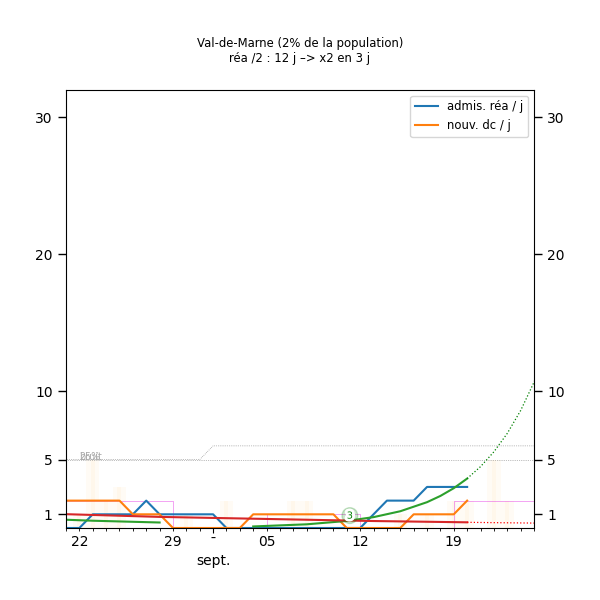 Val-de-Marne (2% de la population)
réa /2 : 12 j –> x2 en 3 j
admis. réa / j
nouv. dc / j
30 30
20 20
10 10
5 5
1 1
3
22 29 - 05 12 19
sept.